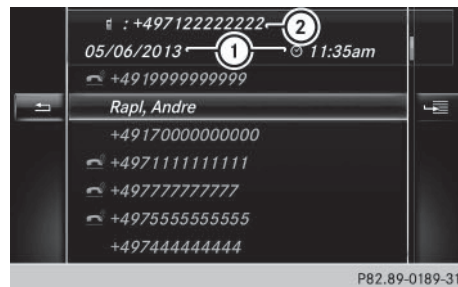 : +497122222222 2
05/06/2013 1 11:35am
+4919999999999
Rapl, Andre
+49170000000000
+4971111111111
+497777777777
+4975555555555
+497444444444
P82.89-0189-31